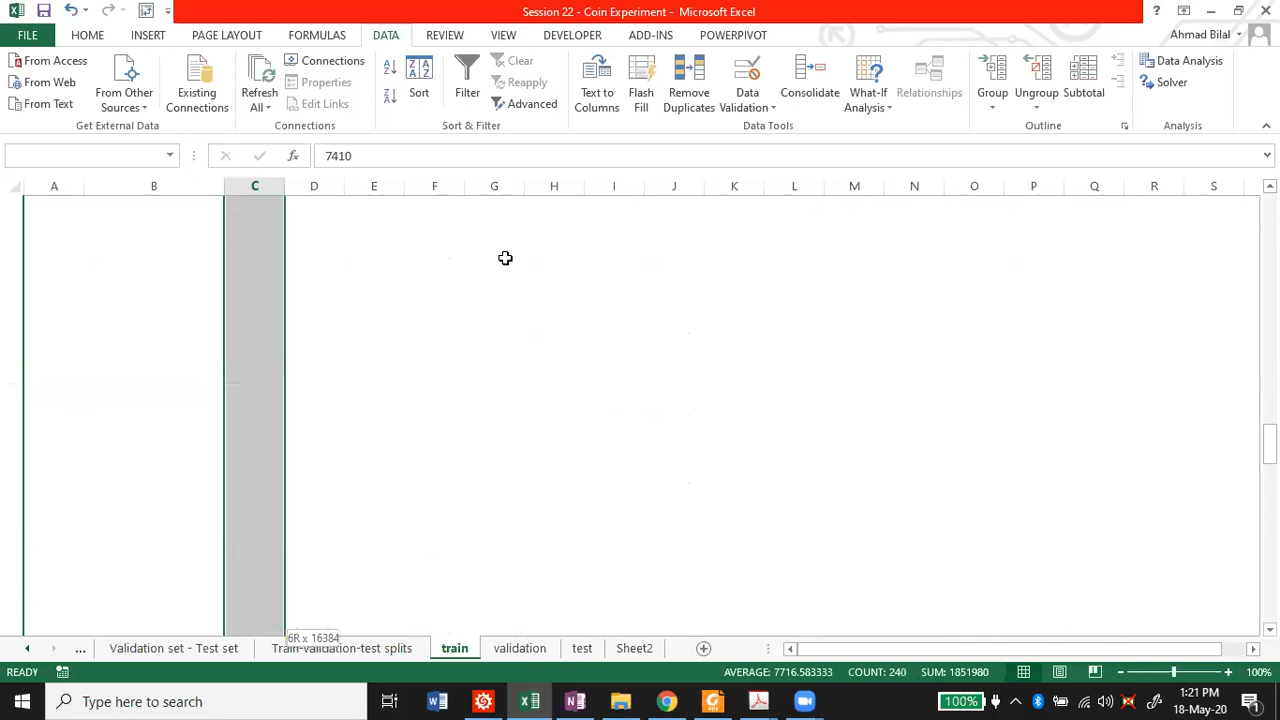 Session 22 - Coin Experiment - Microsoft Excel
FILE HOME INSERT PAGE LAYOUT FORMULAS DATA REVIEW VIEW DEVELOPER ADD-INS POWERPIVOT Ahmad Bilal
From Access
From Web
From Text
From Other Sources
Existing Connections
Get External Data
Refresh All
Connections
Properties
Edit Links
Connections
Sort
Filter
Clear
Reapply
Advanced
Sort & Filter
Text to Columns
Flash Fill
Remove Duplicates
Data Validation
Consolidate
What-If Analysis
Relationships
Data Tools
Group
Ungroup
Subtotal
Outline
Data Analysis
Solver
Analysis
fx 7410
A B C D E F G H I J K L M N O P Q R S
6R x 16384
... Validation set - Test set Train-validation-test splits train validation test Sheet2
READY AVERAGE: 7716.583333 COUNT: 240 SUM: 1851980 100%
Type here to search 100% 1:21 PM
18-May-20